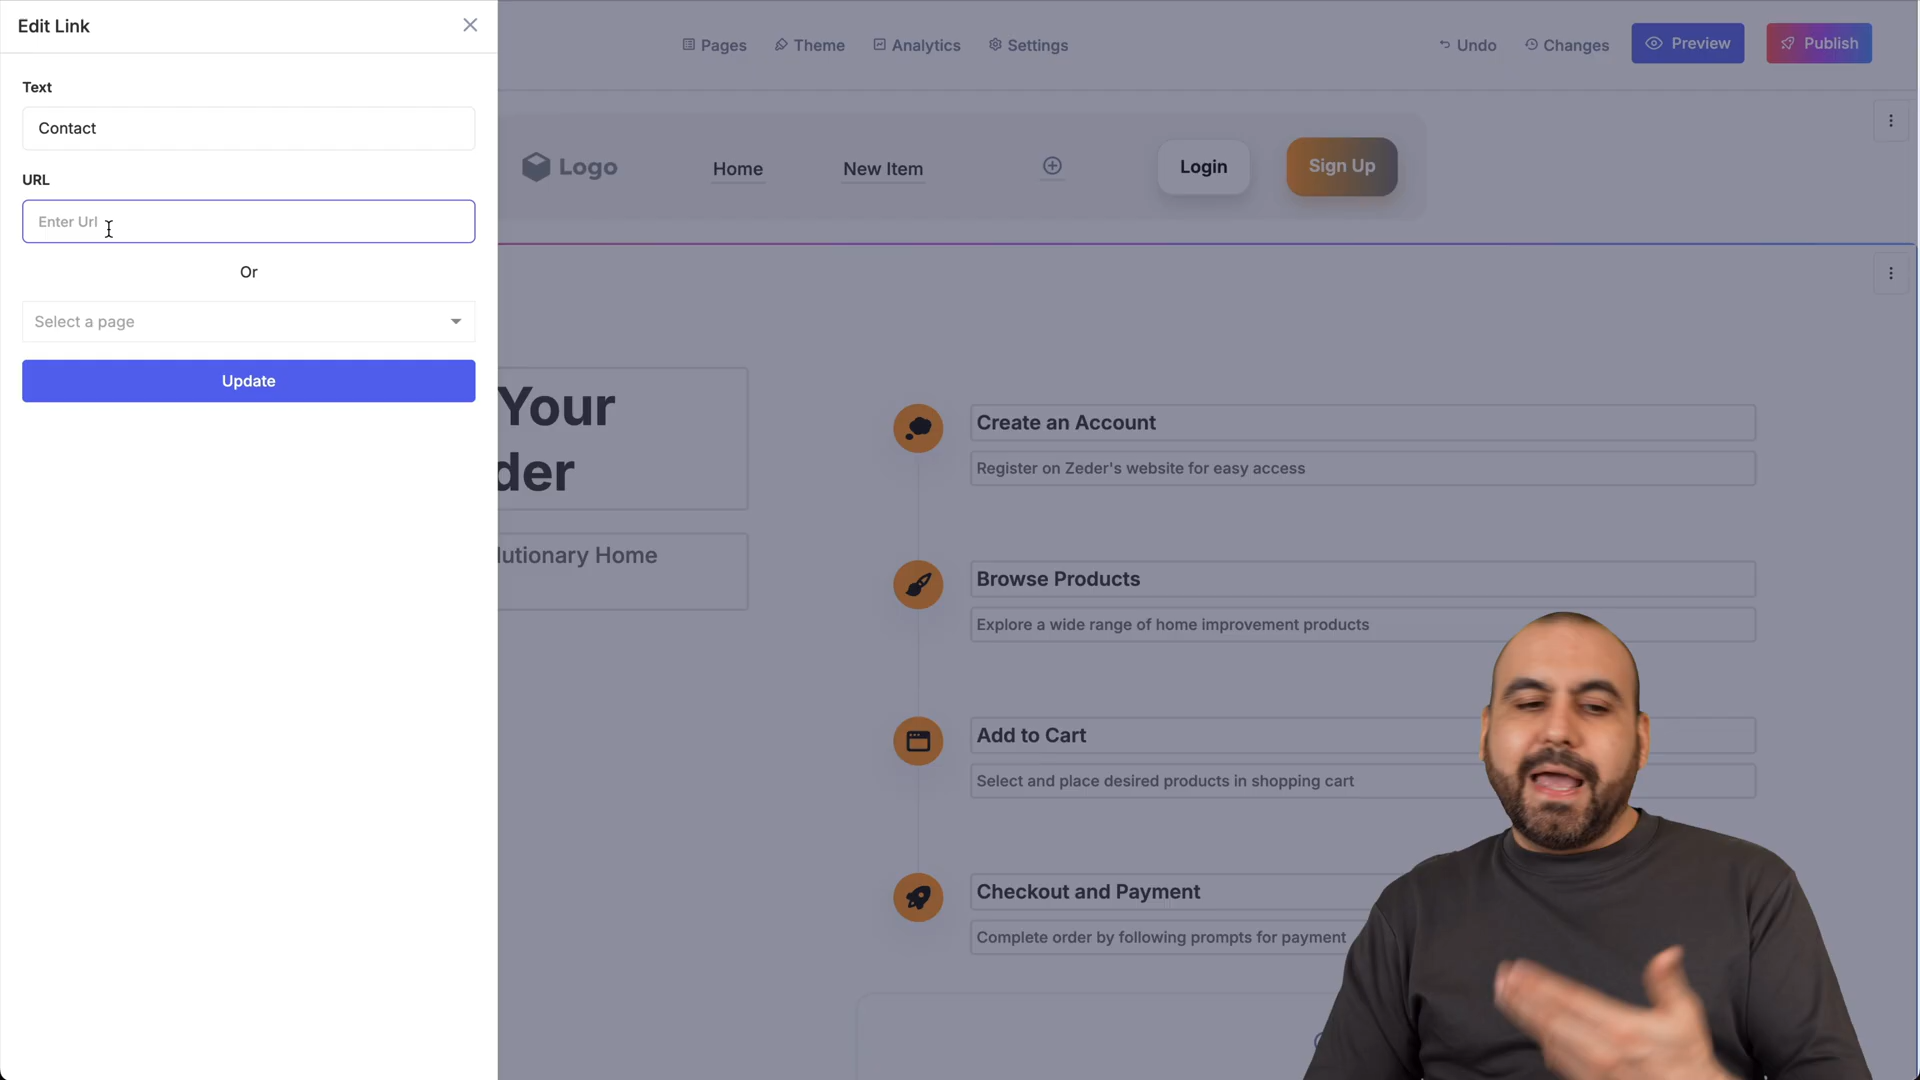 Edit Link
Text
Contact
URL
Enter Url
Or
Select a page
Update
Pages
Theme
Analytics
Settings
Undo
Changes
Preview
Publish
Logo
Home
New Item
Login
Sign Up
Your
der
lutionary Home
Create an Account
Register on Zeder's website for easy access
Browse Products
Explore a wide range of home improvement products
Add to Cart
Select and place desired products in shopping cart
Checkout and Payment
Complete order by following prompts for payment